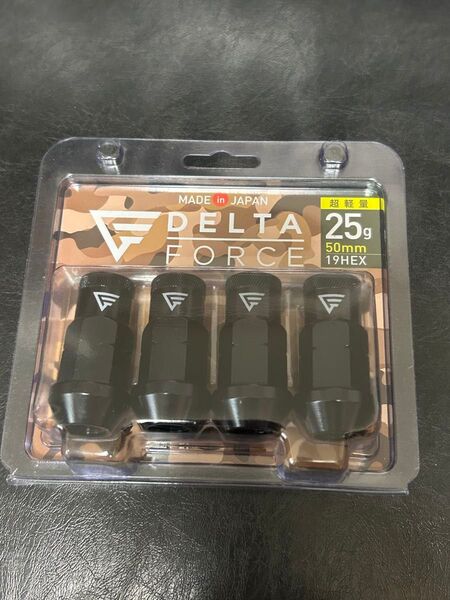 MADE in JAPAN
DELTA
FORCE
超軽量
25g
50mm
19HEX